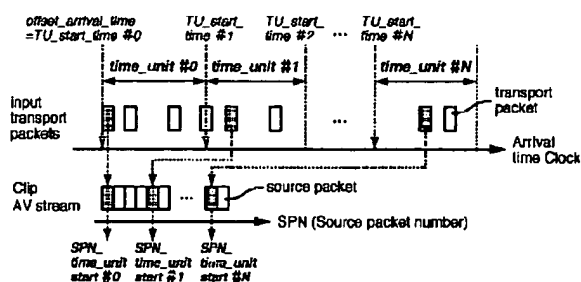 offset_arrival_time
=TU_start_time #0
TU_start_
time #1
TU_start_
time #2
...
TU_start_
time #N
time_unit #0
time_unit #1
time_unit #N
input
transport
packets
transport
packet
...
Arrival
time Clock
Clip
AV stream
...
source packet
SPN (Source packet number)
SPN_
time_unit
start #0
SPN_
time_unit
start #1
SPN_
time_unit
start #N